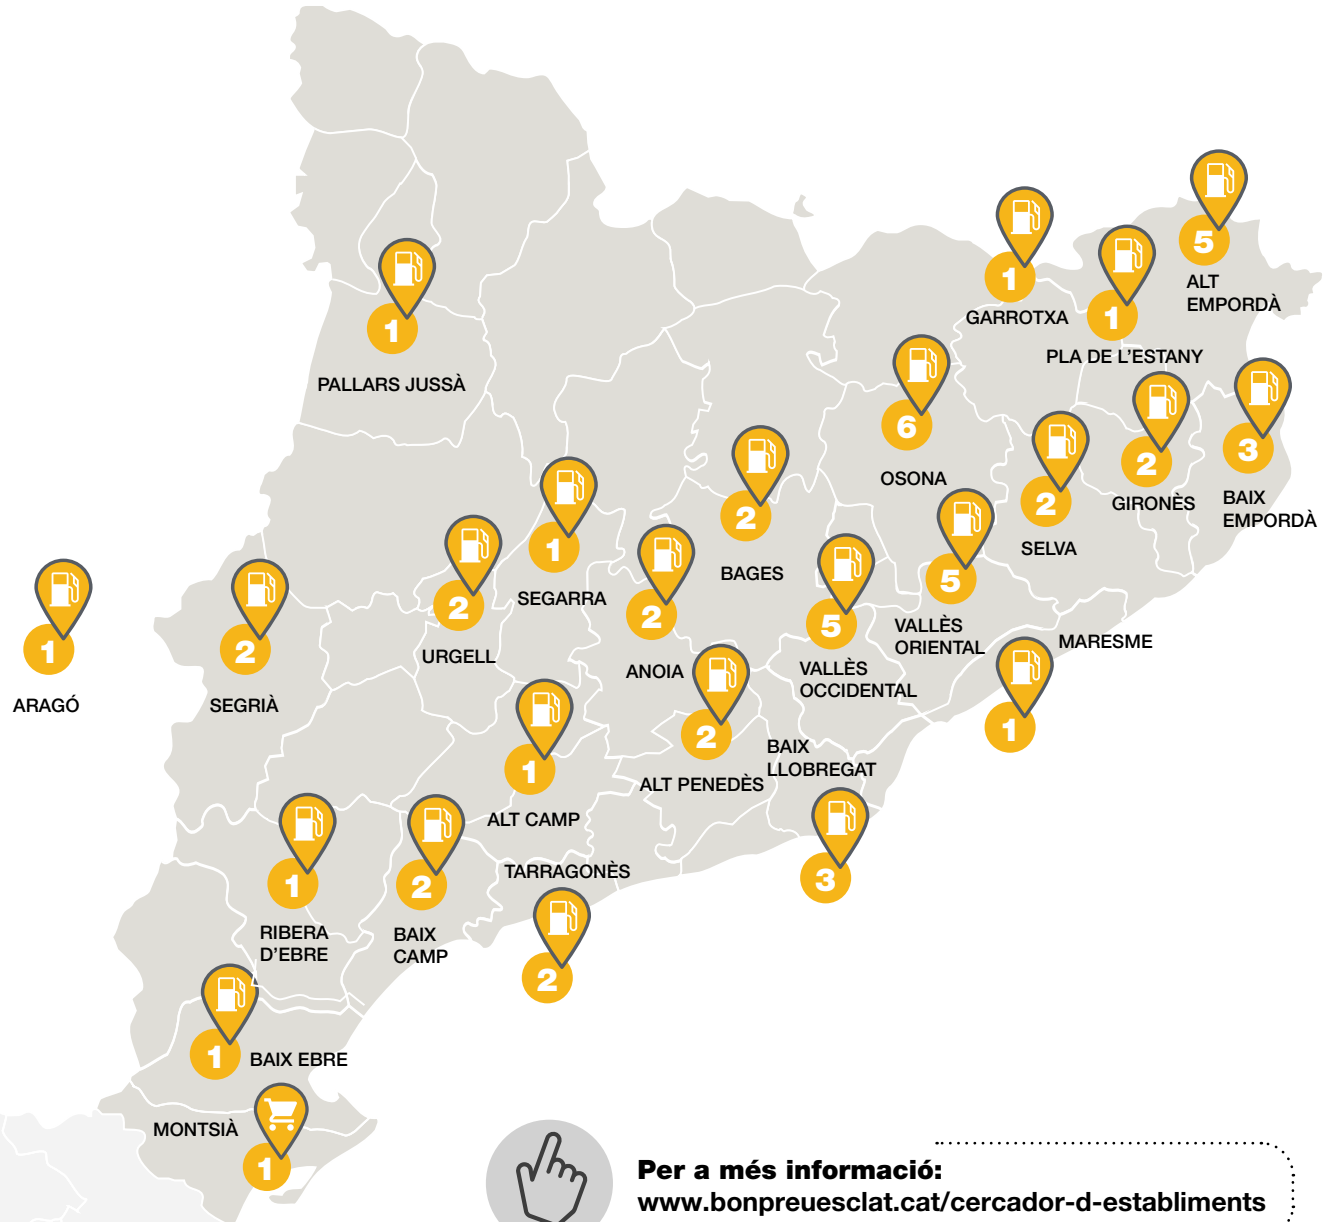 5
ALT
EMPORDÀ
1
GARROTXA
1
PLA DE L'ESTANY
1
PALLARS JUSSÀ
6
OSONA
3
BAIX
EMPORDÀ
2
GIRONÈS
2
SELVA
2
BAGES
1
SEGARRA
5
VALLÈS
ORIENTAL
2
URGELL
2
ANOIA
5
VALLÈS
OCCIDENTAL
MARESME
1
1
ARAGÓ
2
SEGRIÀ
2
ALT PENEDÈS
BAIX
LLOBREGAT
3
1
ALT CAMP
1
RIBERA
D'EBRE
2
BAIX
CAMP
TARRAGONÈS
2
1
BAIX EBRE
MONTSIÀ
1
Per a més informació:
www.bonpreuesclat.cat/cercador-d-establiments